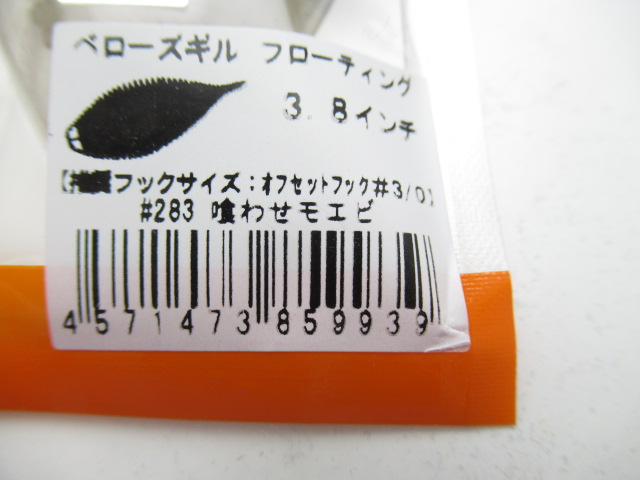 ベローズギル フローティング
3.8インチ
フックサイズ:オフセットフック#3/0】
#283 喰わせモエビ
4571473859939